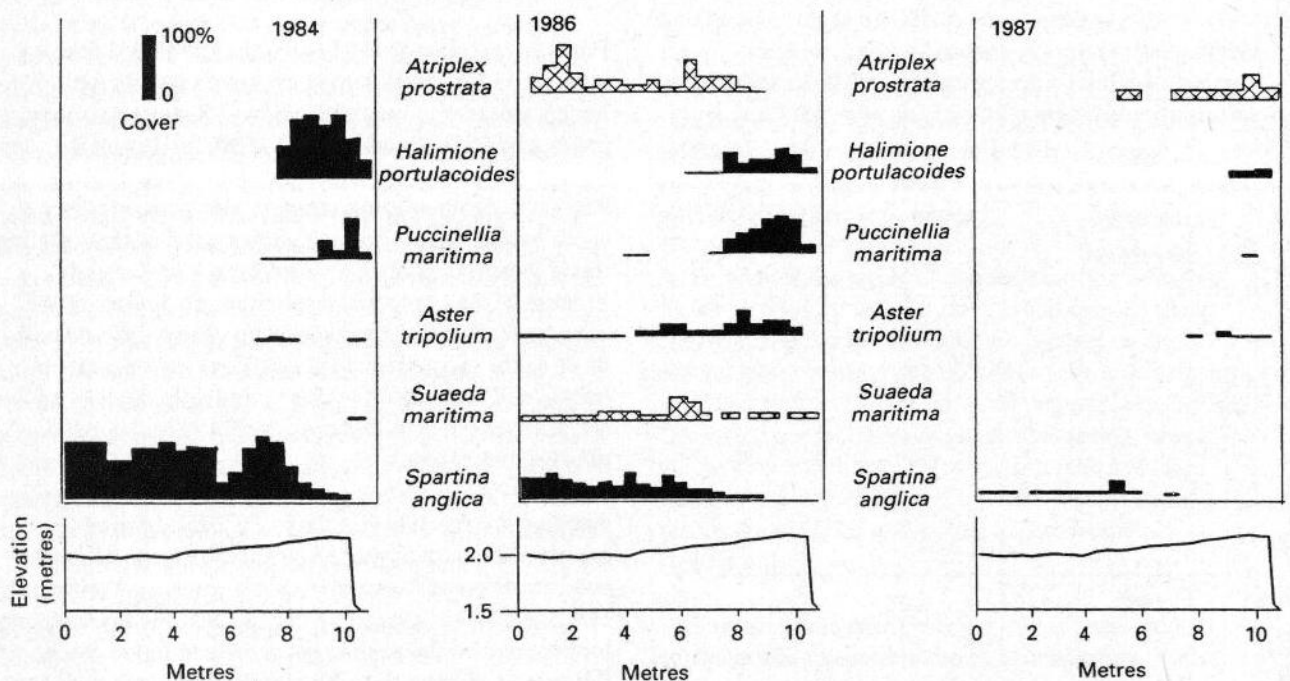 100%
0
Cover
1984
1986
1987
Atriplex
prostrata
Halimione
portulacoides
Puccinellia
maritima
Aster
tripolium
Suaeda
maritima
Spartina
anglica
Atriplex
prostrata
Halimione
portulacoides
Puccinellia
maritima
Aster
tripolium
Suaeda
maritima
Spartina
anglica
Elevation
(metres)
2.0
1.5
0 2 4 6 8 10
0 2 4 6 8 10
0 2 4 6 8 10
Metres
Metres
Metres